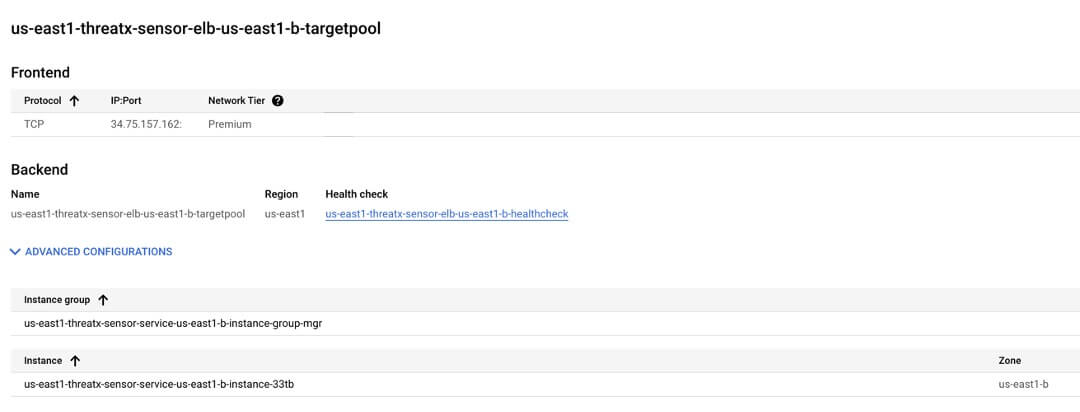 us-east1-threatx-sensor-elb-us-east1-b-targetpool
Frontend
Protocol ↑ IP:Port Network Tier ?
TCP 34.75.157.162: Premium
Backend
Name Region Health check
us-east1-threatx-sensor-elb-us-east1-b-targetpool us-east1 us-east1-threatx-sensor-elb-us-east1-b-healthcheck
ADVANCED CONFIGURATIONS
Instance group ↑
us-east1-threatx-sensor-service-us-east1-b-instance-group-mgr
Instance ↑ Zone
us-east1-threatx-sensor-service-us-east1-b-instance-33tb us-east1-b